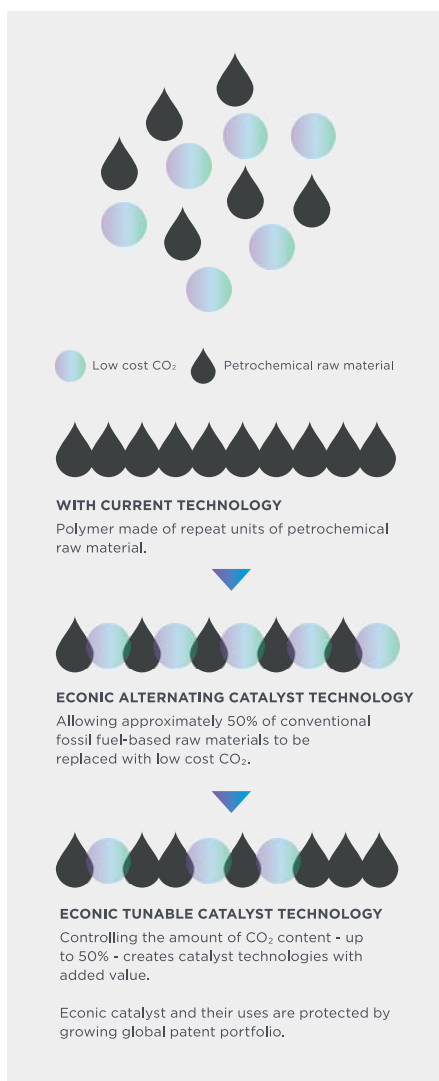 Low cost CO₂ Petrochemical raw material
WITH CURRENT TECHNOLOGY
Polymer made of repeat units of petrochemical
raw material.
ECONIC ALTERNATING CATALYST TECHNOLOGY
Allowing approximately 50% of conventional
fossil fuel-based raw materials to be
replaced with low cost CO₂.
ECONIC TUNABLE CATALYST TECHNOLOGY
Controlling the amount of CO₂ content - up
to 50% - creates catalyst technologies with
added value.
Econic catalyst and their uses are protected by
growing global patent portfolio.